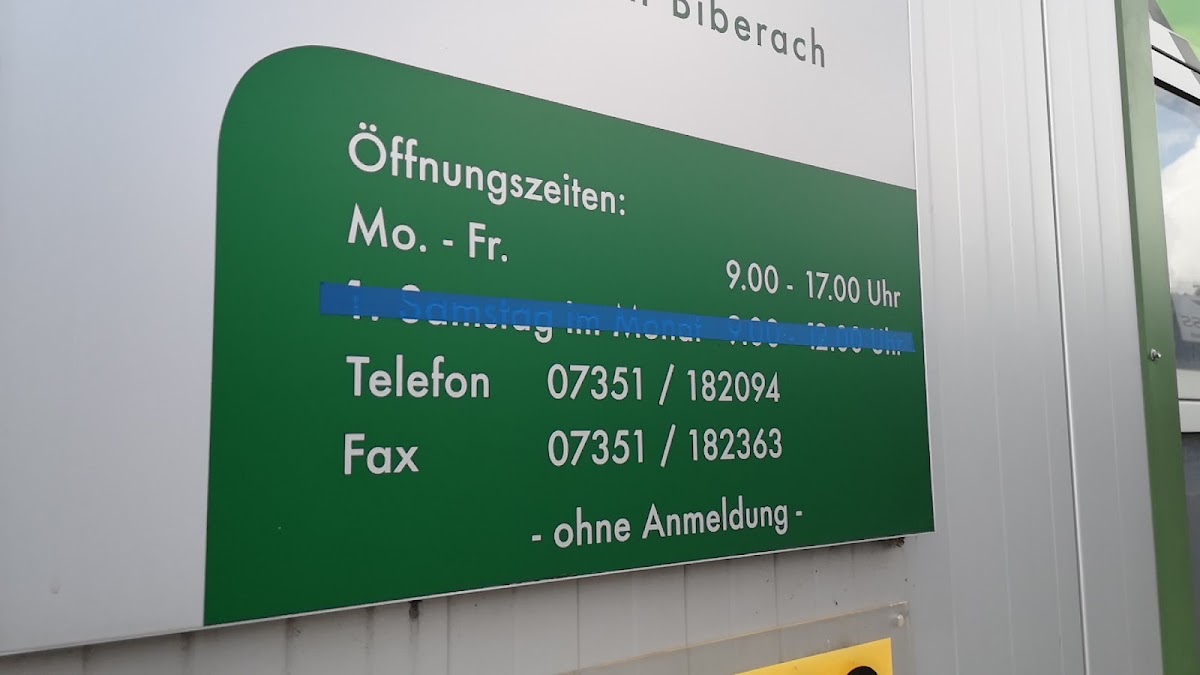 Biberach
Öffnungszeiten:
Mo. - Fr. 9.00 - 17.00 Uhr
1. Samstag im Monat 9.00 - 12.00 Uhr
Telefon 07351 / 182094
Fax 07351 / 182363
- ohne Anmeldung -